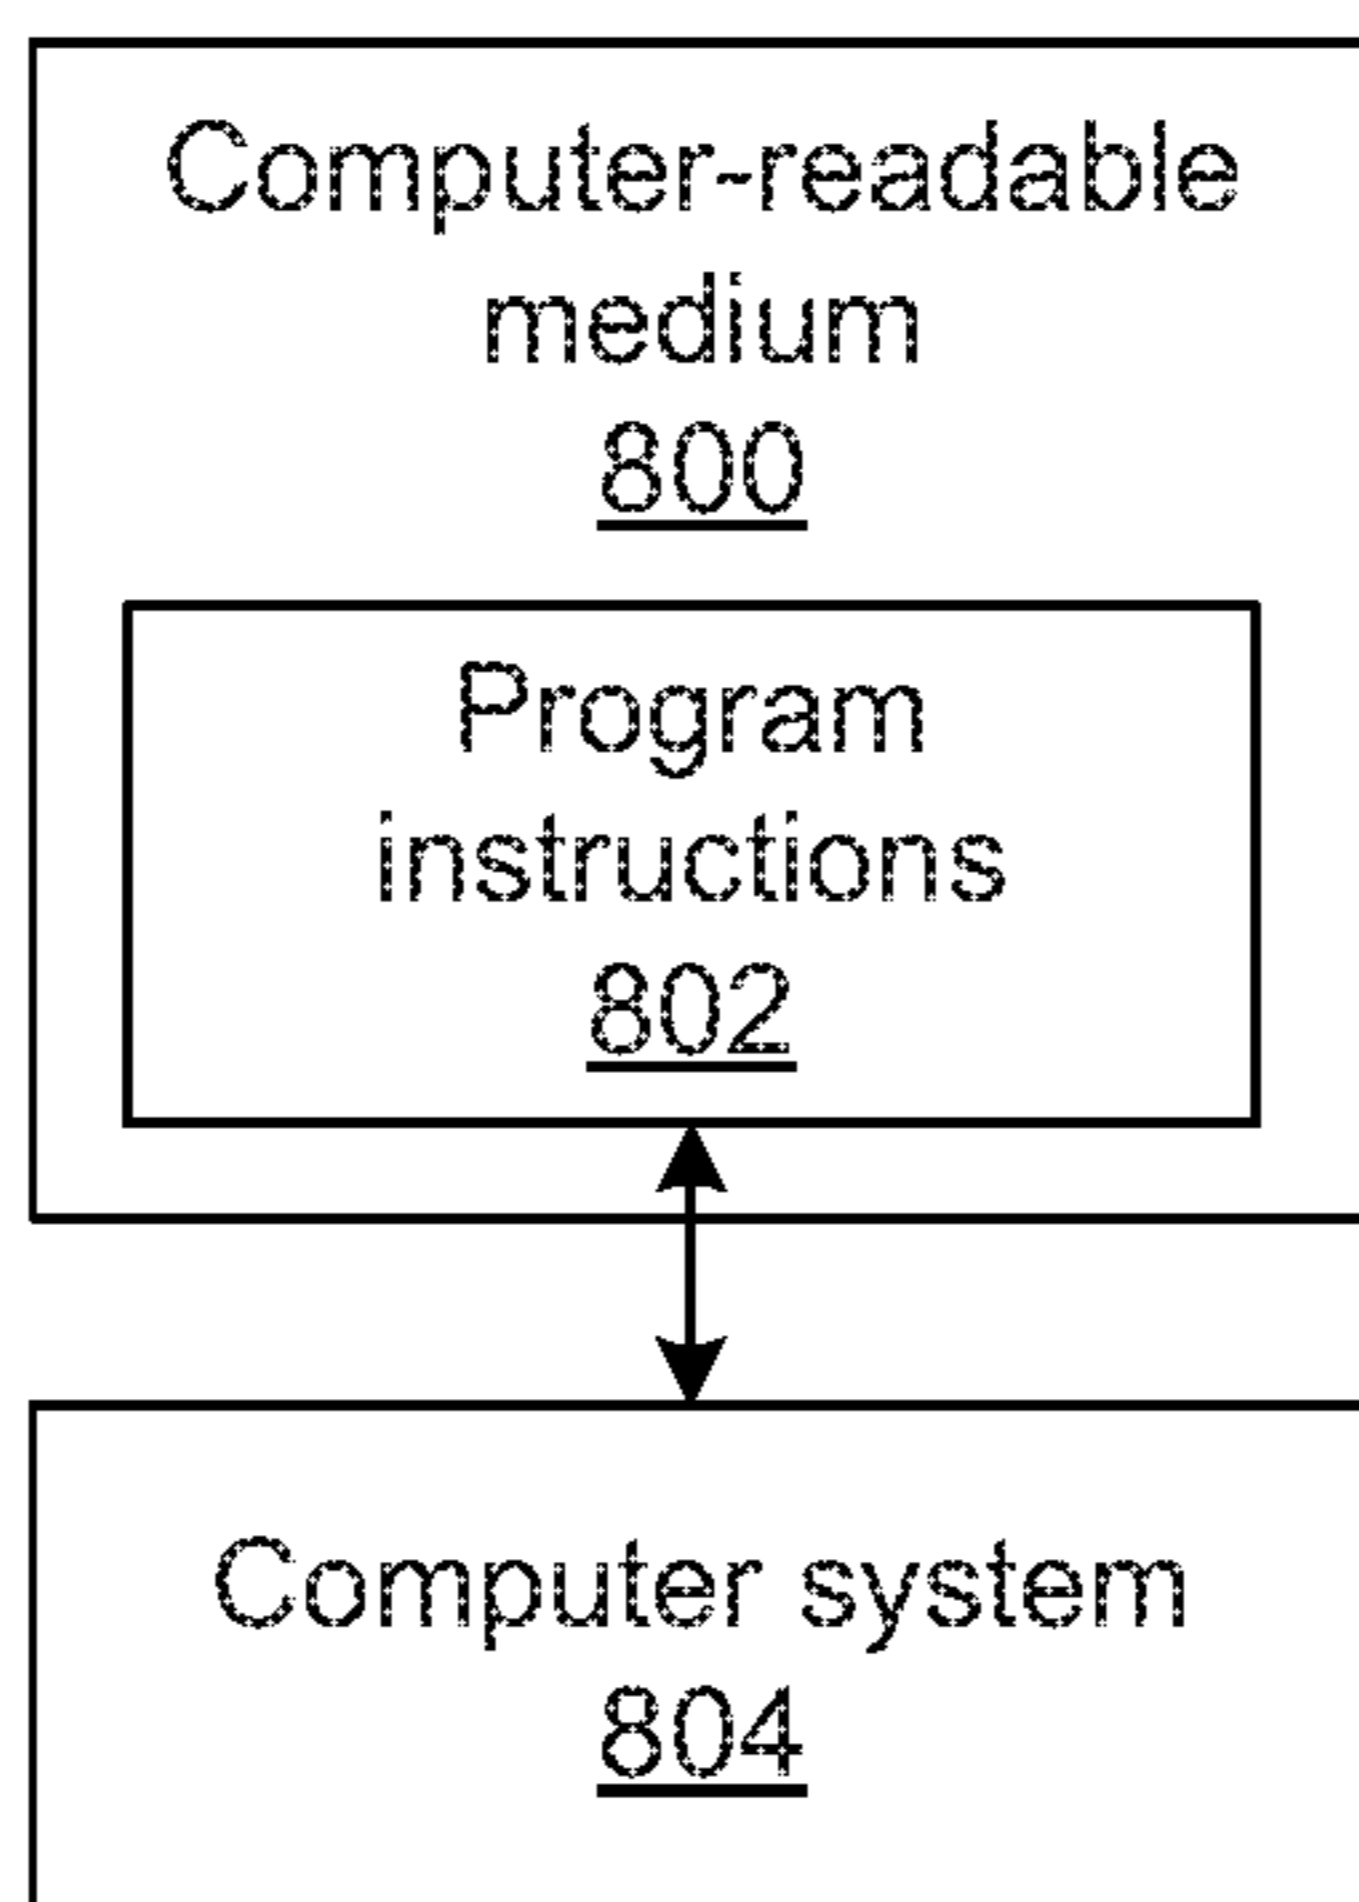 Computer-readable
medium
800
Program
instructions
802
Computer system
804